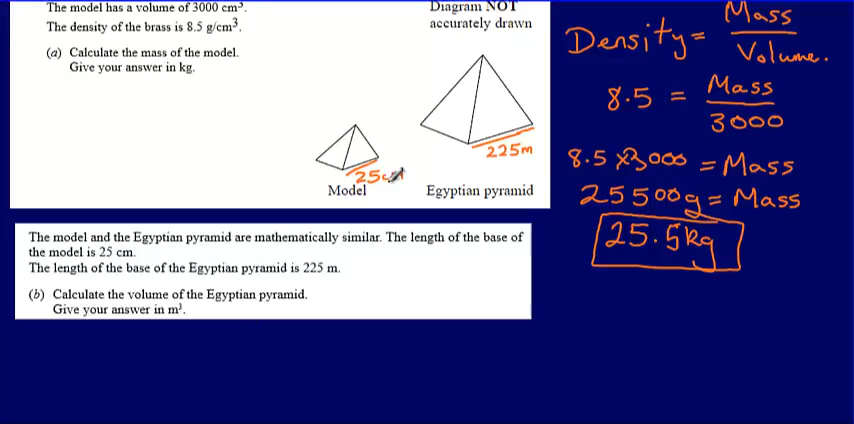 The model has a volume of 3000 cm³.
The density of the brass is 8.5 g/cm³.
(a) Calculate the mass of the model.
Give your answer in kg.
Diagram NOT
accurately drawn
225m
25cm
Model
Egyptian pyramid
The model and the Egyptian pyramid are mathematically similar. The length of the base of
the model is 25 cm.
The length of the base of the Egyptian pyramid is 225 m.
(b) Calculate the volume of the Egyptian pyramid.
Give your answer in m³.
Density = Mass
Volume.
8.5 = Mass
3000
8.5 × 3000 = Mass
25500g = Mass
25.5kg